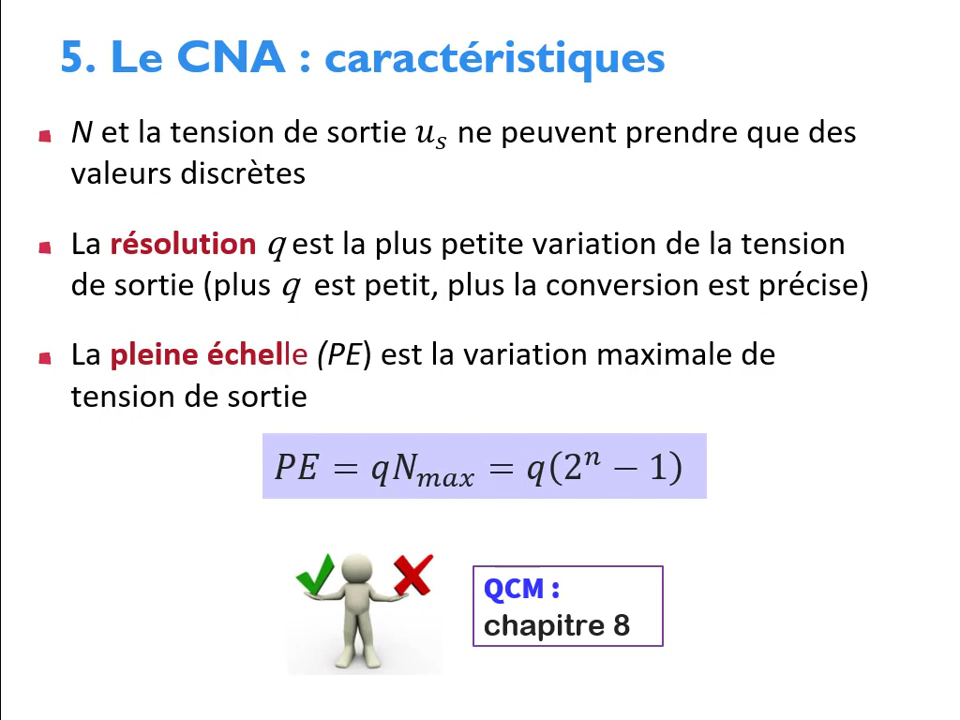 5. Le CNA : caractéristiques
N et la tension de sortie uₛ ne peuvent prendre que des
valeurs discrètes
La résolution q est la plus petite variation de la tension
de sortie (plus q est petit, plus la conversion est précise)
La pleine échelle (PE) est la variation maximale de
tension de sortie
PE = qNₘₐₓ = q(2ⁿ − 1)
QCM :
chapitre 8